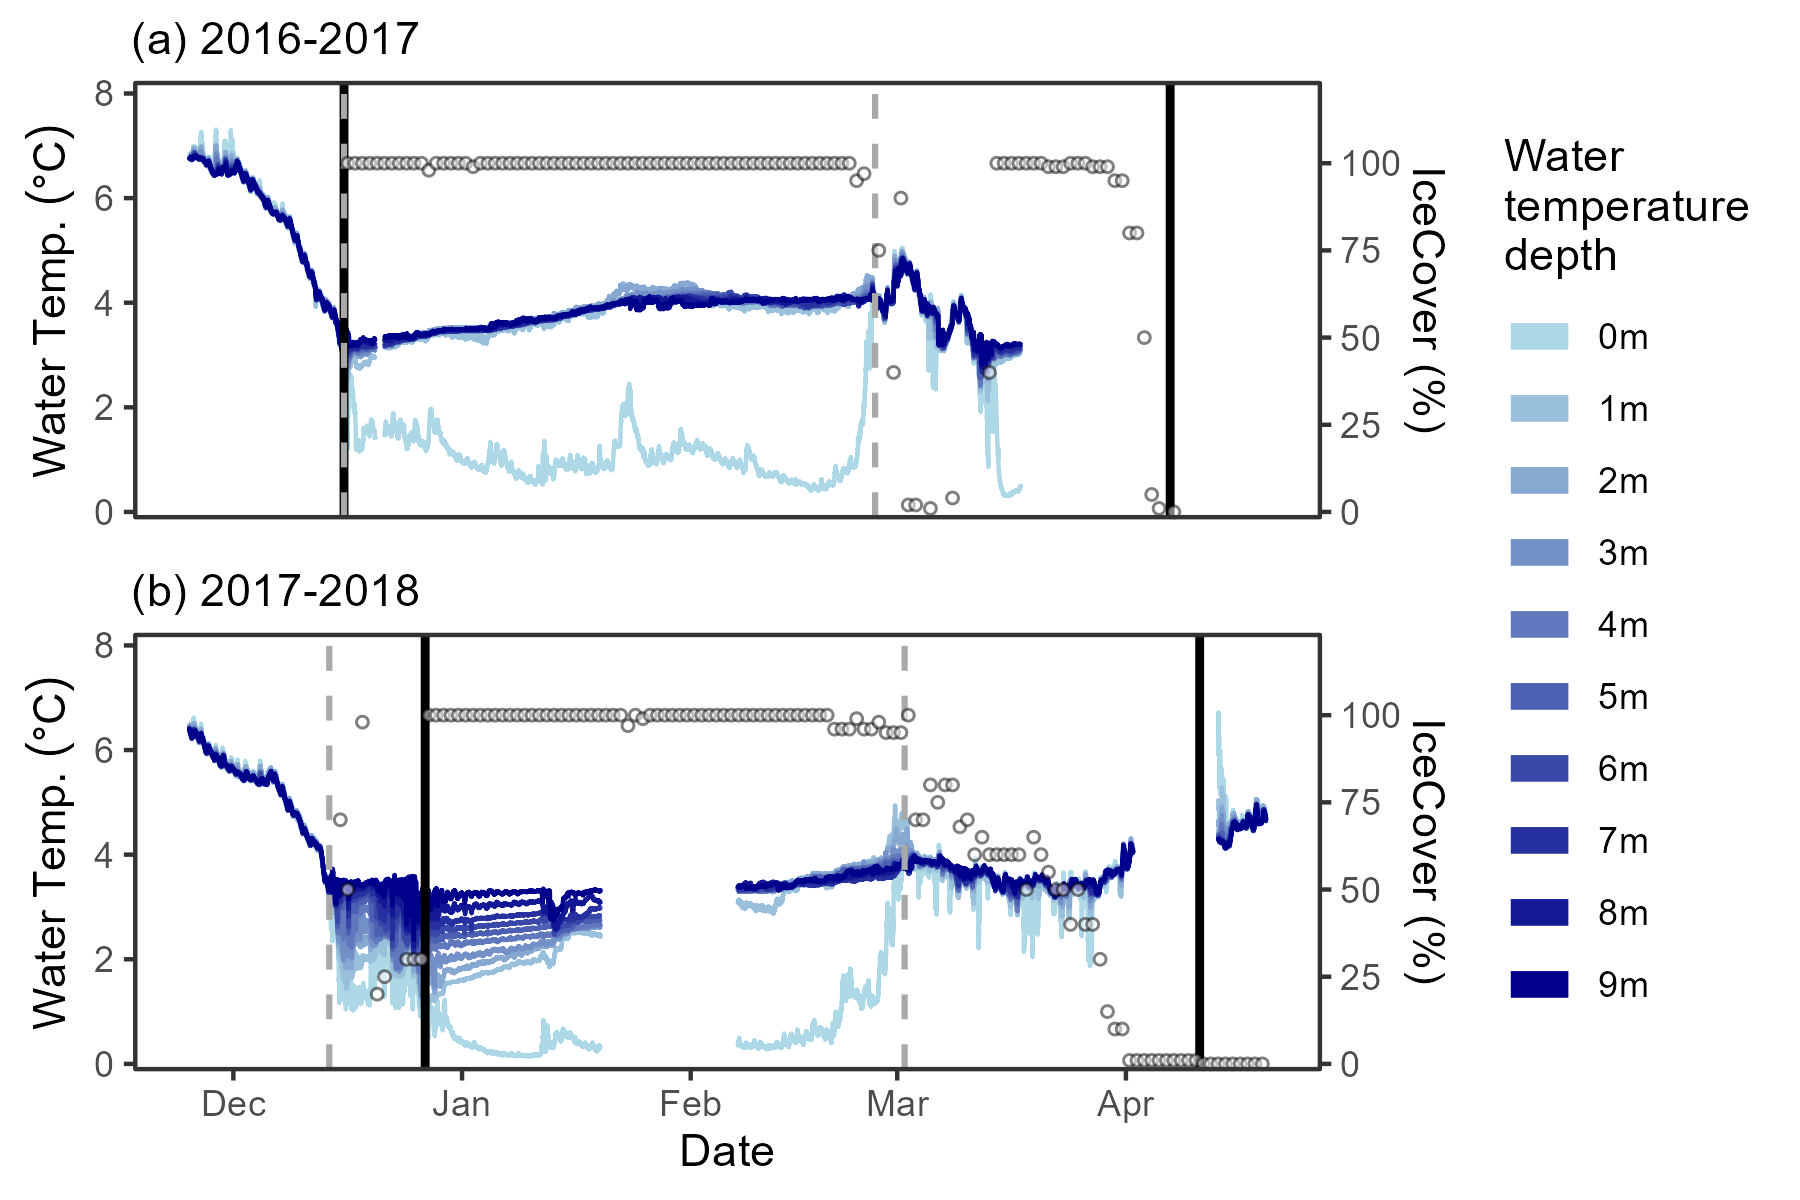 (a) 2016-2017
8
6
4
2
0
Water Temp. (°C)
100
75
50
25
0
IceCover (%)
(b) 2017-2018
8
6
4
2
0
Water Temp. (°C)
100
75
50
25
0
IceCover (%)
Dec Jan Feb Mar Apr
Date
Water
temperature
depth
0m
1m
2m
3m
4m
5m
6m
7m
8m
9m